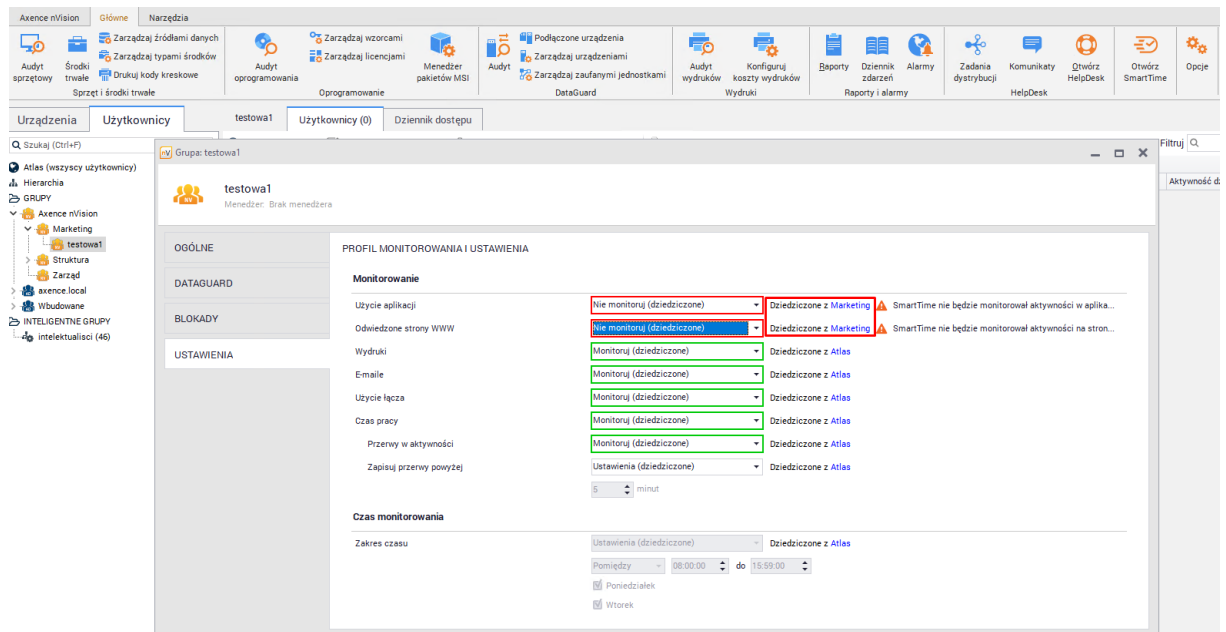 Axence nVision Główne Narzędzia
Audyt sprzętowy
Środki trwałe
Zarządzaj źródłami danych
Zarządzaj typami środków
Drukuj kody kreskowe
Sprzęt i środki trwałe
Audyt oprogramowania
Zarządzaj wzorcami
Zarządzaj licencjami
Menedżer pakietów MSI
Oprogramowanie
Audyt
Podłączone urządzenia
Zarządzaj urządzeniami
Zarządzaj zaufanymi jednostkami
DataGuard
Audyt wydruków
Konfiguruj koszty wydruków
Wydruki
Raporty
Dziennik zdarzeń
Alarmy
Raporty i alarmy
Zadania dystrybucji
Komunikaty
Otwórz HelpDesk
HelpDesk
Otwórz SmartTime
Opcje
Urządzenia Użytkownicy
testowa1 Użytkownicy (0) Dziennik dostępu
Szukaj (Ctrl+F)
Filtruj
Aktywność
Atlas (wszyscy użytkownicy)
Hierarchia
GRUPY
Axence nVision
Marketing
testowa1
Struktura
Zarząd
axence.local
Wbudowane
INTELIGENTNE GRUPY
intelektualisci (46)
nV Grupa: testowa1
NV
testowa1
Menedżer: Brak menedżera
OGÓLNE
DATAGUARD
BLOKADY
USTAWIENIA
PROFIL MONITOROWANIA I USTAWIENIA
Monitorowanie
Użycie aplikacji Nie monitoruj (dziedziczone) Dziedziczone z Marketing SmartTime nie będzie monitorował aktywności w aplika...
Odwiedzone strony WWW Nie monitoruj (dziedziczone) Dziedziczone z Marketing SmartTime nie będzie monitorował aktywności na stron...
Wydruki Monitoruj (dziedziczone) Dziedziczone z Atlas
E-maile Monitoruj (dziedziczone) Dziedziczone z Atlas
Użycie łącza Monitoruj (dziedziczone) Dziedziczone z Atlas
Czas pracy Monitoruj (dziedziczone) Dziedziczone z Atlas
Przerwy w aktywności Monitoruj (dziedziczone) Dziedziczone z Atlas
Zapisuj przerwy powyżej Ustawienia (dziedziczone) Dziedziczone z Atlas
5 minut
Czas monitorowania
Zakres czasu Ustawienia (dziedziczone) Dziedziczone z Atlas
Pomiędzy 08:00:00 do 15:59:00
Poniedziałek
Wtorek